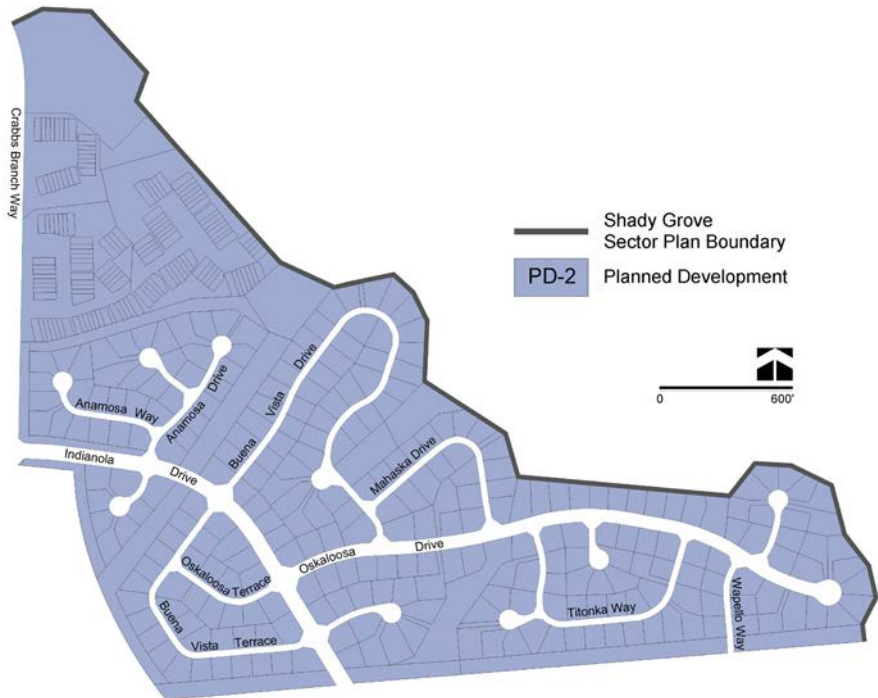 Crabbs Branch Way
Shady Grove
Sector Plan Boundary
PD-2
Planned Development
0
600'
Anamosa Way
Anamosa Drive
Buena Vista Drive
Indianola Drive
Mahaska Drive
Oskaloosa Drive
Oskaloosa Terrace
Buena Vista Terrace
Titonka Way
Wapello Way